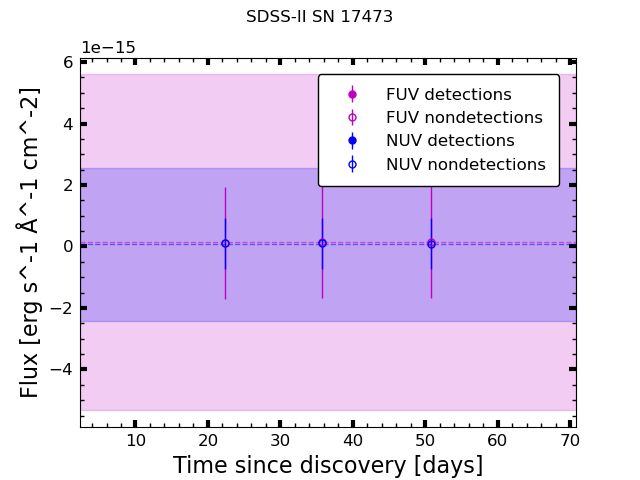 SDSS-II SN 17473
1e−15
6
4
2
0
−2
−4
FUV detections
FUV nondetections
NUV detections
NUV nondetections
Flux [erg s^-1 Å^-1 cm^-2]
10 20 30 40 50 60 70
Time since discovery [days]